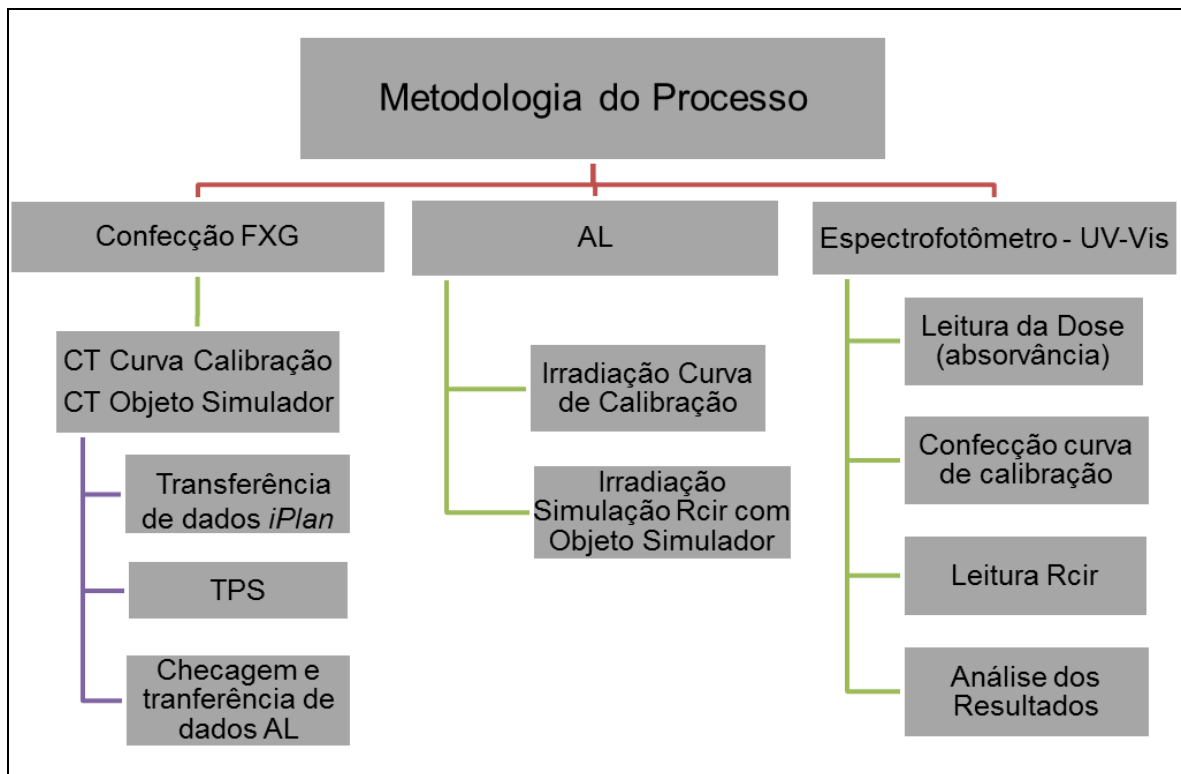 Metodologia do Processo
Confecção FXG
CT Curva Calibração
CT Objeto Simulador
Transferência
de dados iPlan
TPS
Checagem e
tranferência de
dados AL
AL
Irradiação Curva
de Calibração
Irradiação
Simulação Rcir com
Objeto Simulador
Espectrofotômetro - UV-Vis
Leitura da Dose
(absorvância)
Confecção curva
de calibração
Leitura Rcir
Análise dos
Resultados